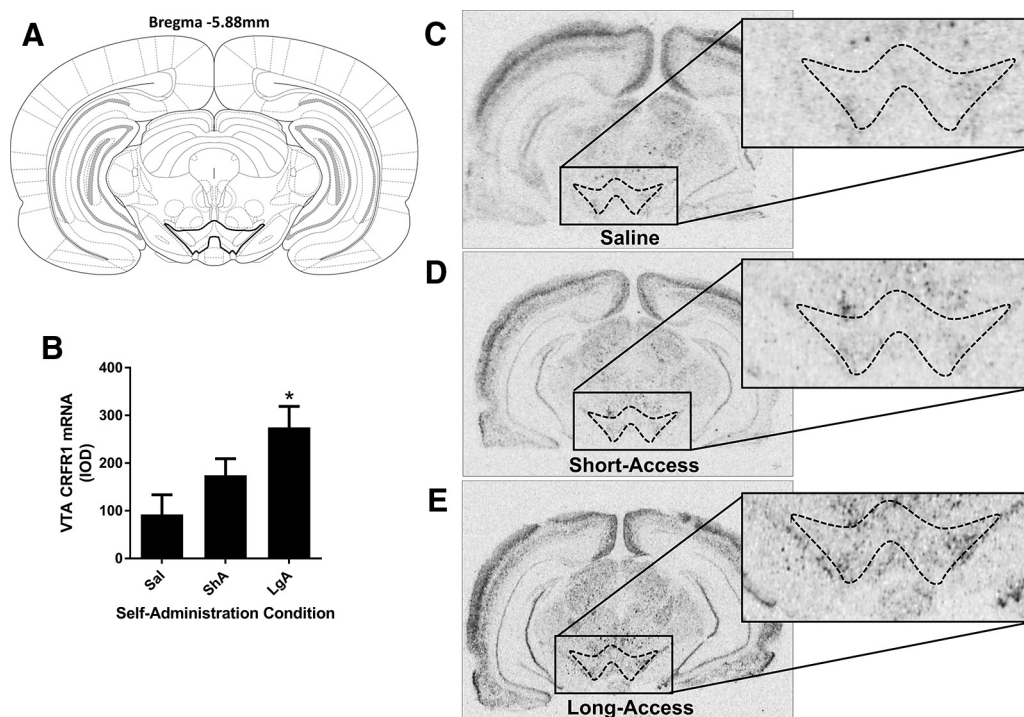 A
Bregma -5.88mm
B
400
300
200
100
0
VTA CRFR1 mRNA
(IOD)
*
Sal
ShA
LgA
Self-Administration Condition
C
Saline
D
Short-Access
E
Long-Access